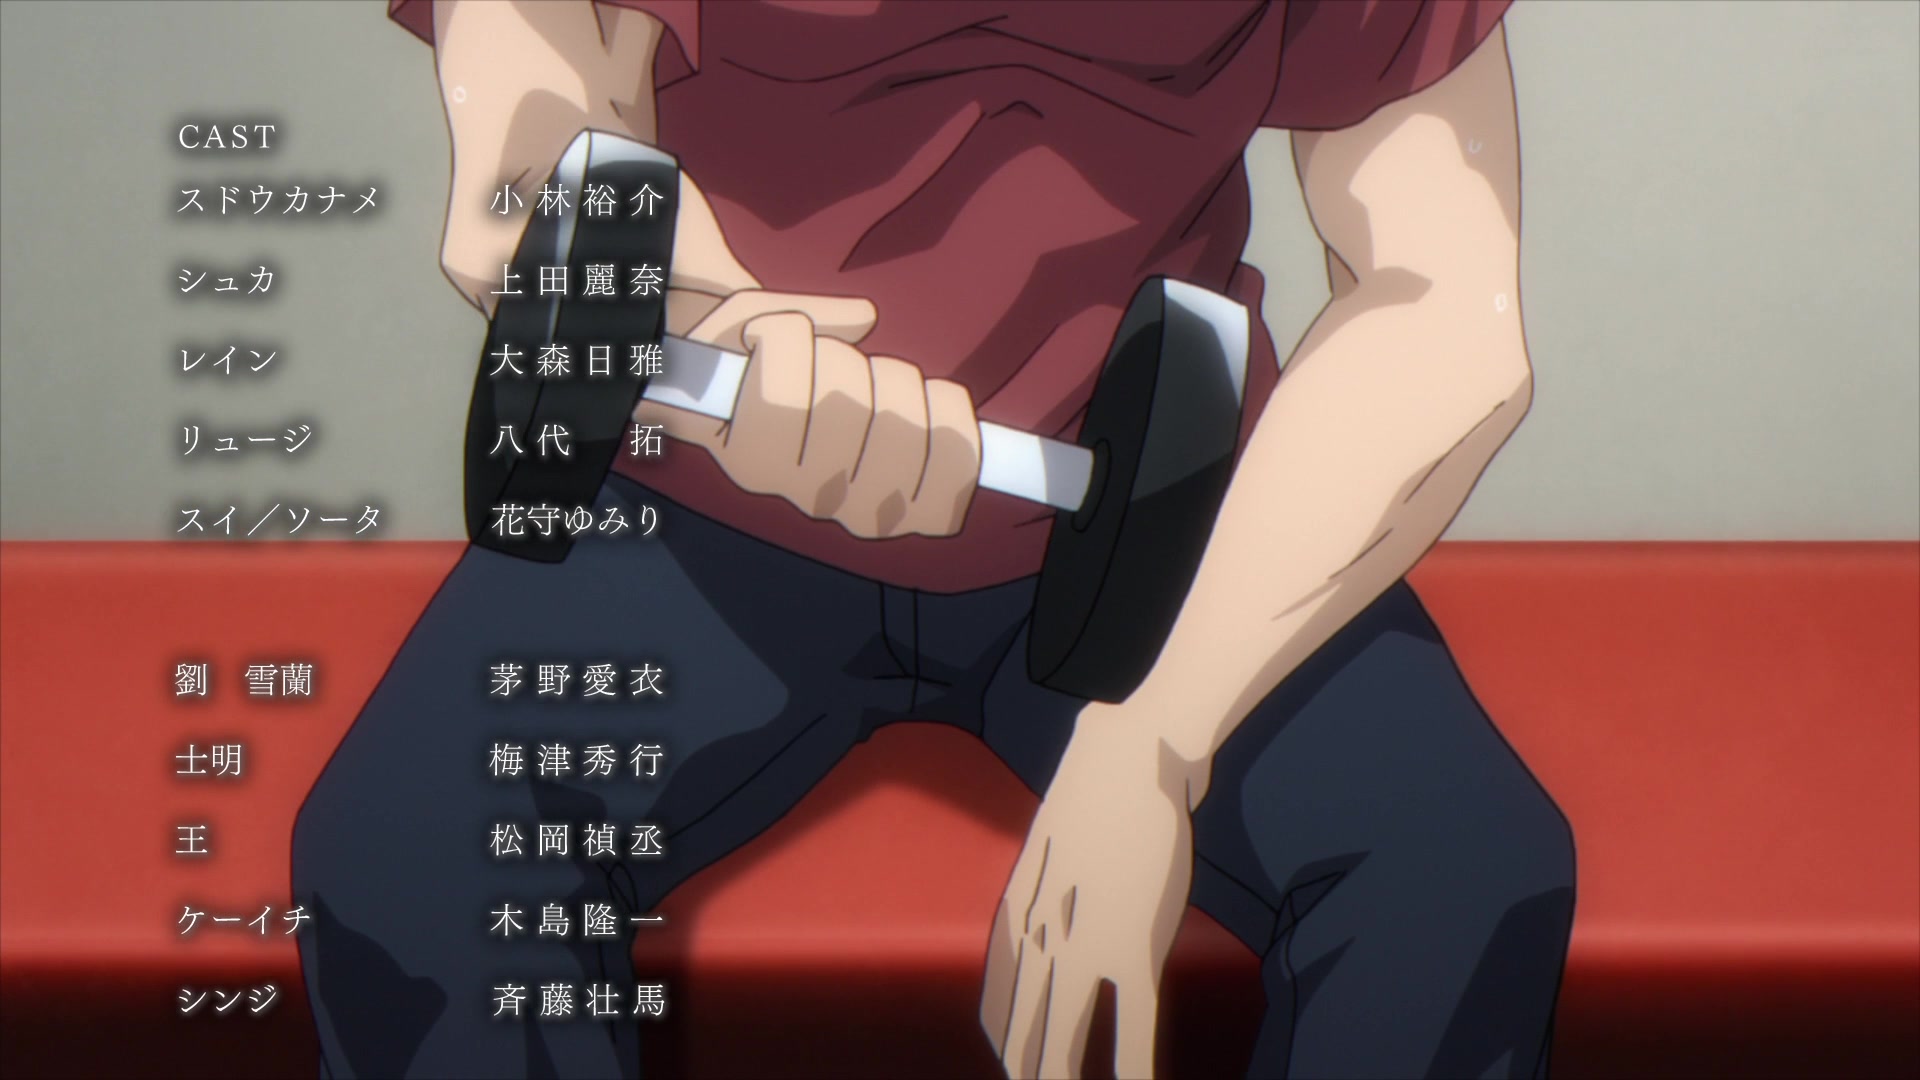 CAST
スドウカナメ 小林裕介
シュカ 上田麗奈
レイン 大森日雅
リュージ 八代 拓
スイ／ソータ 花守ゆみり
劉 雪蘭 茅野愛衣
士明 梅津秀行
王 松岡禎丞
ケーイチ 木島隆一
シンジ 斉藤壮馬